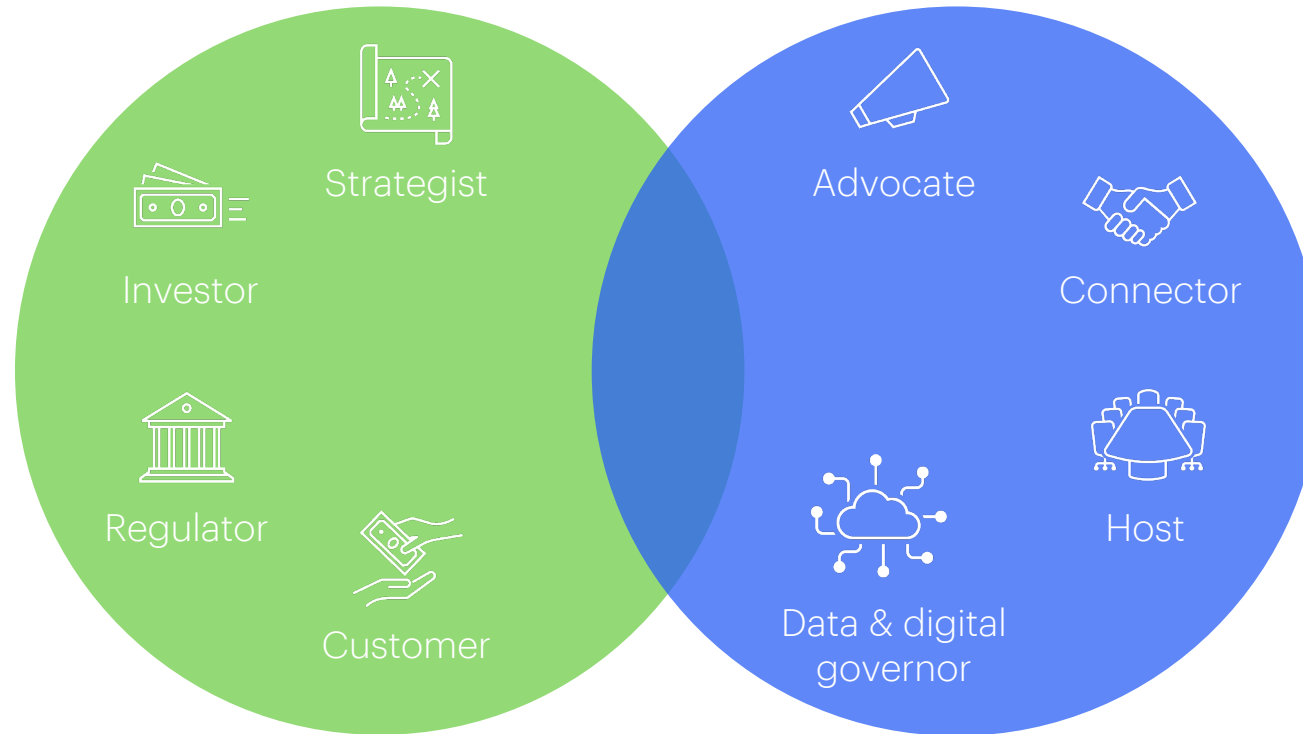 Strategist
Investor
Regulator
Customer
Advocate
Connector
Host
Data & digital
governor